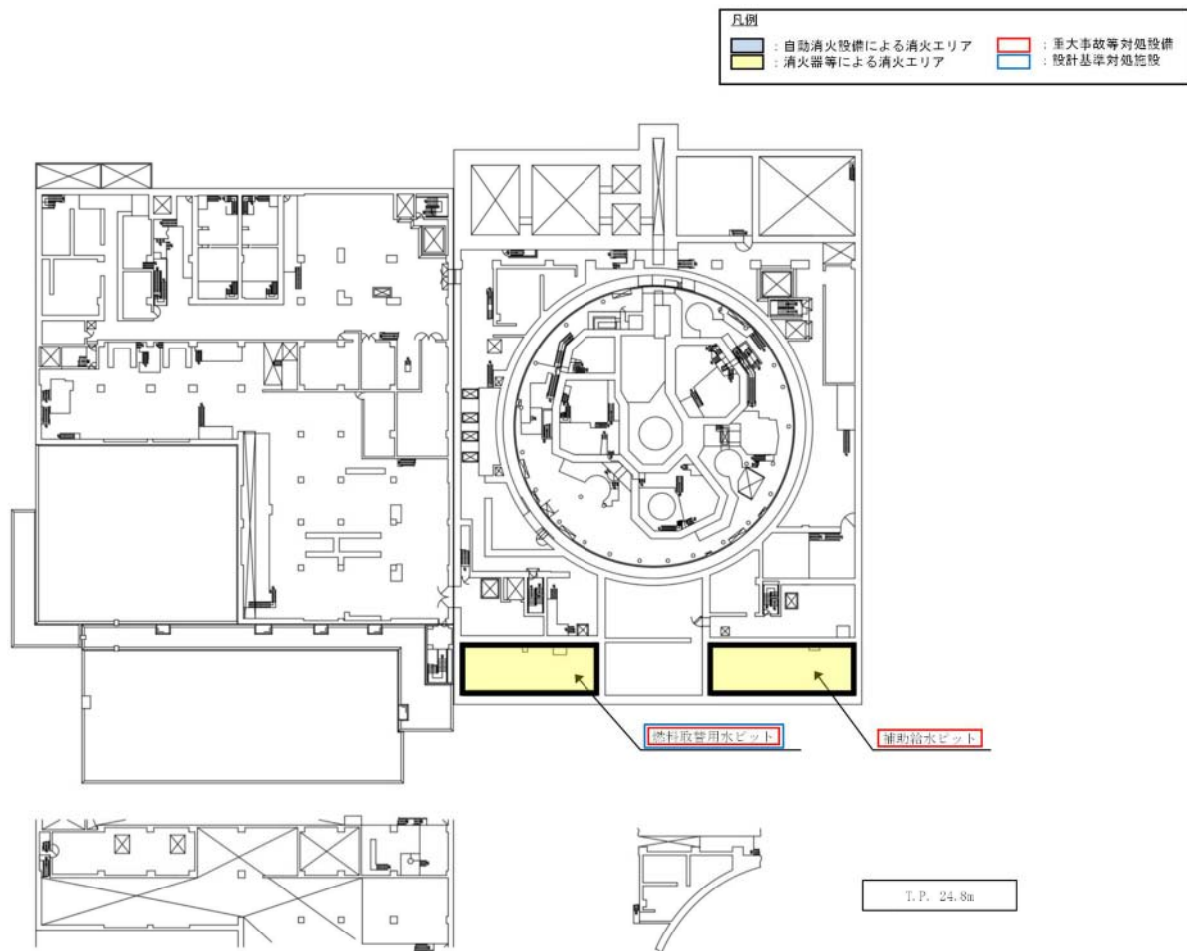 凡例
：自動消火設備による消火エリア
：消火器等による消火エリア
：重大事故等対処設備
：設計基準対処施設
燃料取替用水ピット
補助給水ピット
T.P. 24.8m